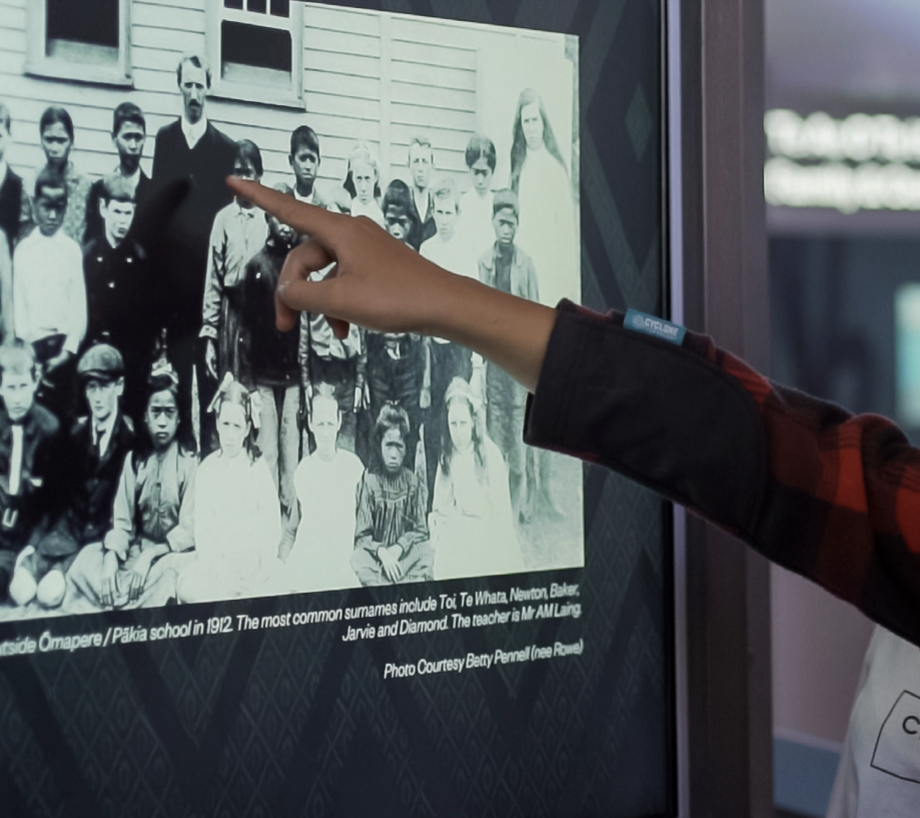 Ōmapere / Pākia school in 1912. The most common surnames include Toi, Te Whata, Newton, Baker,
Jarvie and Diamond. The teacher is Mr AM Laing.
Photo Courtesy Betty Pennell (nee Rowe)
CYCLONE